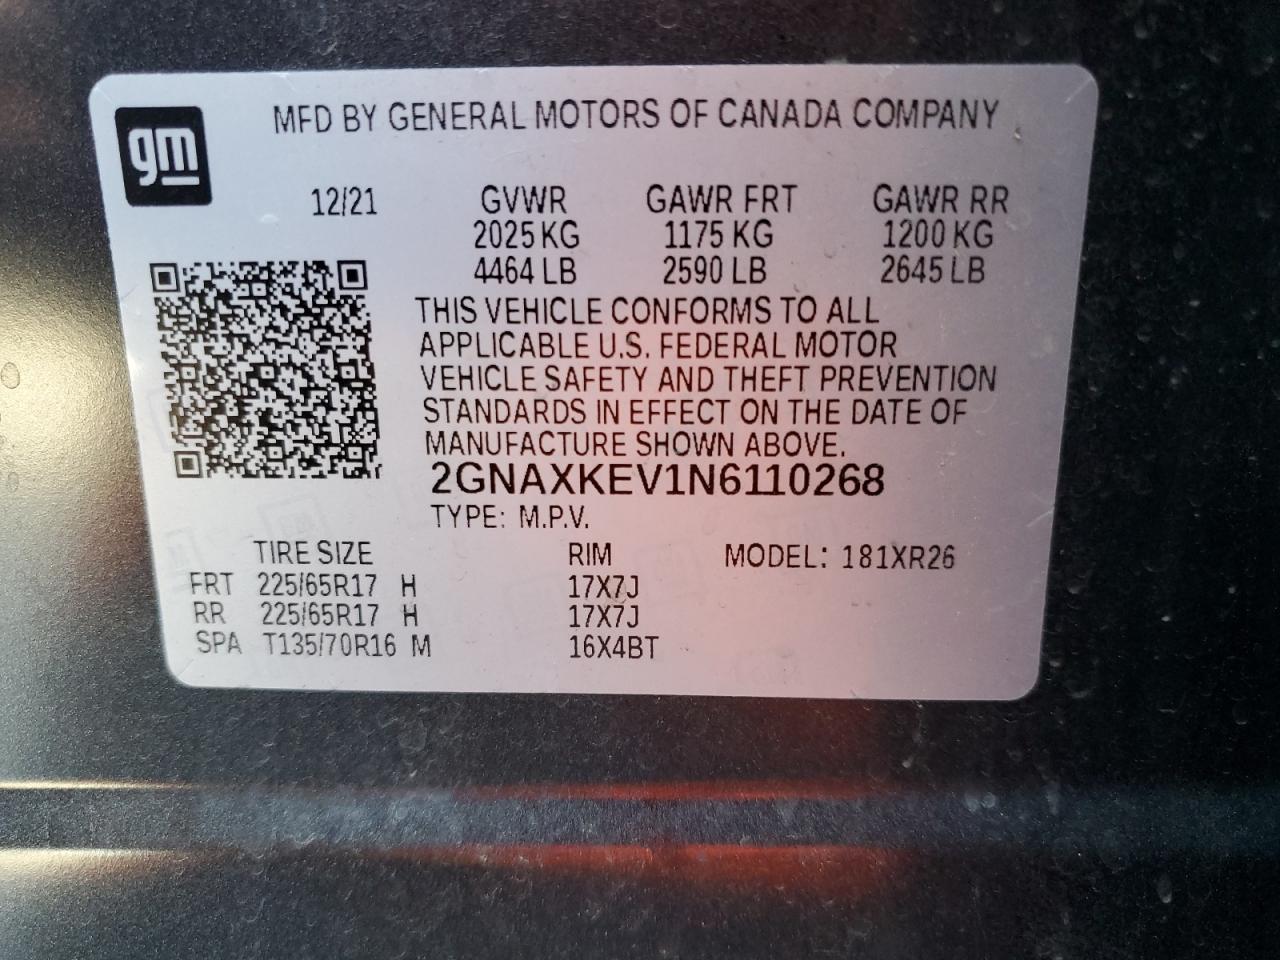 gm
MFD BY GENERAL MOTORS OF CANADA COMPANY
12/21 GVWR GAWR FRT GAWR RR
2025 KG 1175 KG 1200 KG
4464 LB 2590 LB 2645 LB
THIS VEHICLE CONFORMS TO ALL
APPLICABLE U.S. FEDERAL MOTOR
VEHICLE SAFETY AND THEFT PREVENTION
STANDARDS IN EFFECT ON THE DATE OF
MANUFACTURE SHOWN ABOVE.
2GNAXKEV1N6110268
TYPE: M.P.V.
TIRE SIZE RIM MODEL: 181XR26
FRT 225/65R17 H 17X7J
RR 225/65R17 H 17X7J
SPA T135/70R16 M 16X4BT